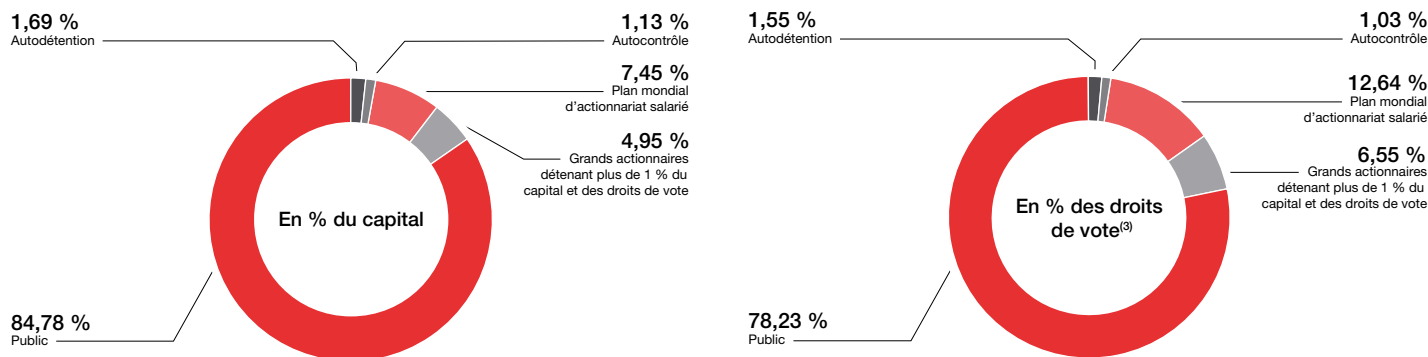 1,69 %
Autodétention
1,13 %
Autocontrôle
7,45 %
Plan mondial
d'actionnariat salarié
4,95 %
Grands actionnaires
détenant plus de 1 % du
capital et des droits de vote
En % du capital
84,78 %
Public
1,55 %
Autodétention
1,03 %
Autocontrôle
12,64 %
Plan mondial
d'actionnariat salarié
6,55 %
Grands actionnaires
détenant plus de 1 % du
capital et des droits de vote
En % des droits
de vote(3)
78,23 %
Public